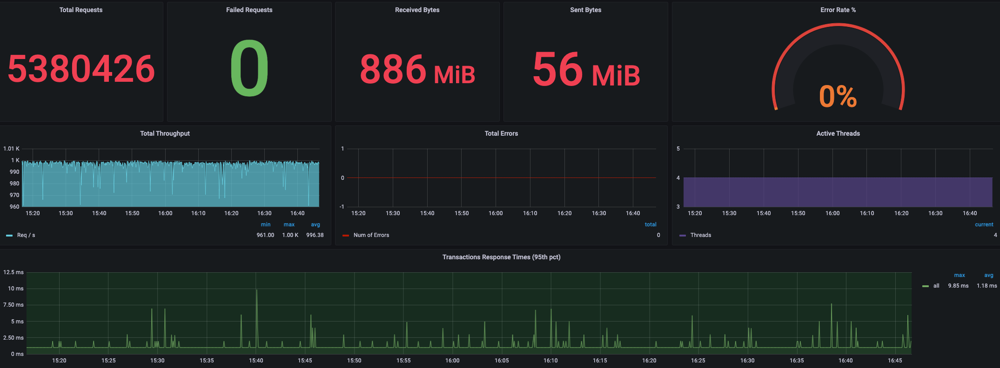 Total Requests
5380426
Failed Requests
0
Received Bytes
886 MiB
Sent Bytes
56 MiB
Error Rate %
0%
Total Throughput
1.01 K
1 K
990
980
970
960
15:20 15:30 15:40 15:50 16:00 16:10 16:20 16:30 16:40
min max avg
Req / s 961.00 1.00 K 996.38
Total Errors
1
0
-1
15:20 15:30 15:40 15:50 16:00 16:10 16:20 16:30 16:40
total
Num of Errors 0
Active Threads
5
4
3
15:20 15:30 15:40 15:50 16:00 16:10 16:20 16:30 16:40
current
Threads 4
Transactions Response Times (95th pct)
12.5 ms
10 ms
7.50 ms
5 ms
2.50 ms
0 ms
15:20 15:25 15:30 15:35 15:40 15:45 15:50 15:55 16:00 16:05 16:10 16:15 16:20 16:25 16:30 16:35 16:40 16:45
max avg
all 9.85 ms 1.18 ms